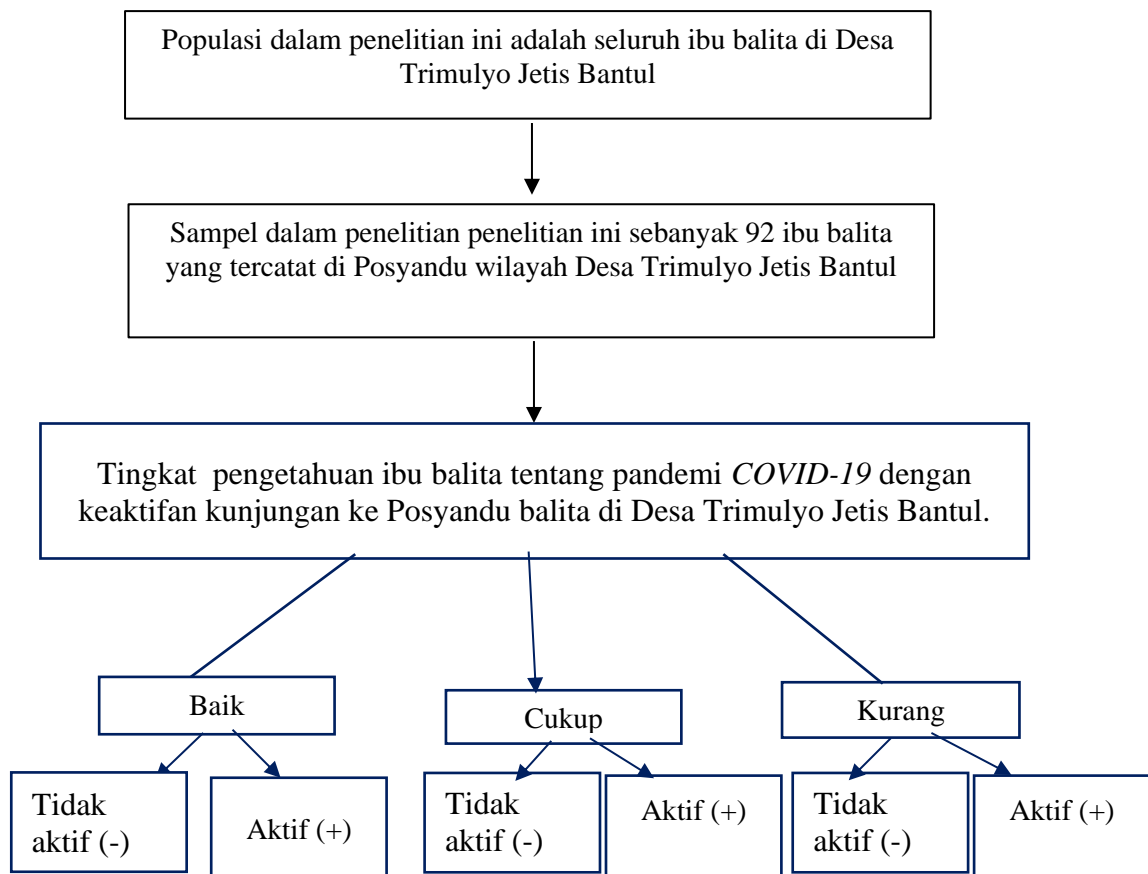 Populasi dalam penelitian ini adalah seluruh ibu balita di Desa
Trimulyo Jetis Bantul
Sampel dalam penelitian penelitian ini sebanyak 92 ibu balita
yang tercatat di Posyandu wilayah Desa Trimulyo Jetis Bantul
Tingkat pengetahuan ibu balita tentang pandemi COVID-19 dengan
keaktifan kunjungan ke Posyandu balita di Desa Trimulyo Jetis Bantul.
Baik
Cukup
Kurang
Tidak
aktif (-)
Aktif (+)
Tidak
aktif (-)
Aktif (+)
Tidak
aktif (-)
Aktif (+)